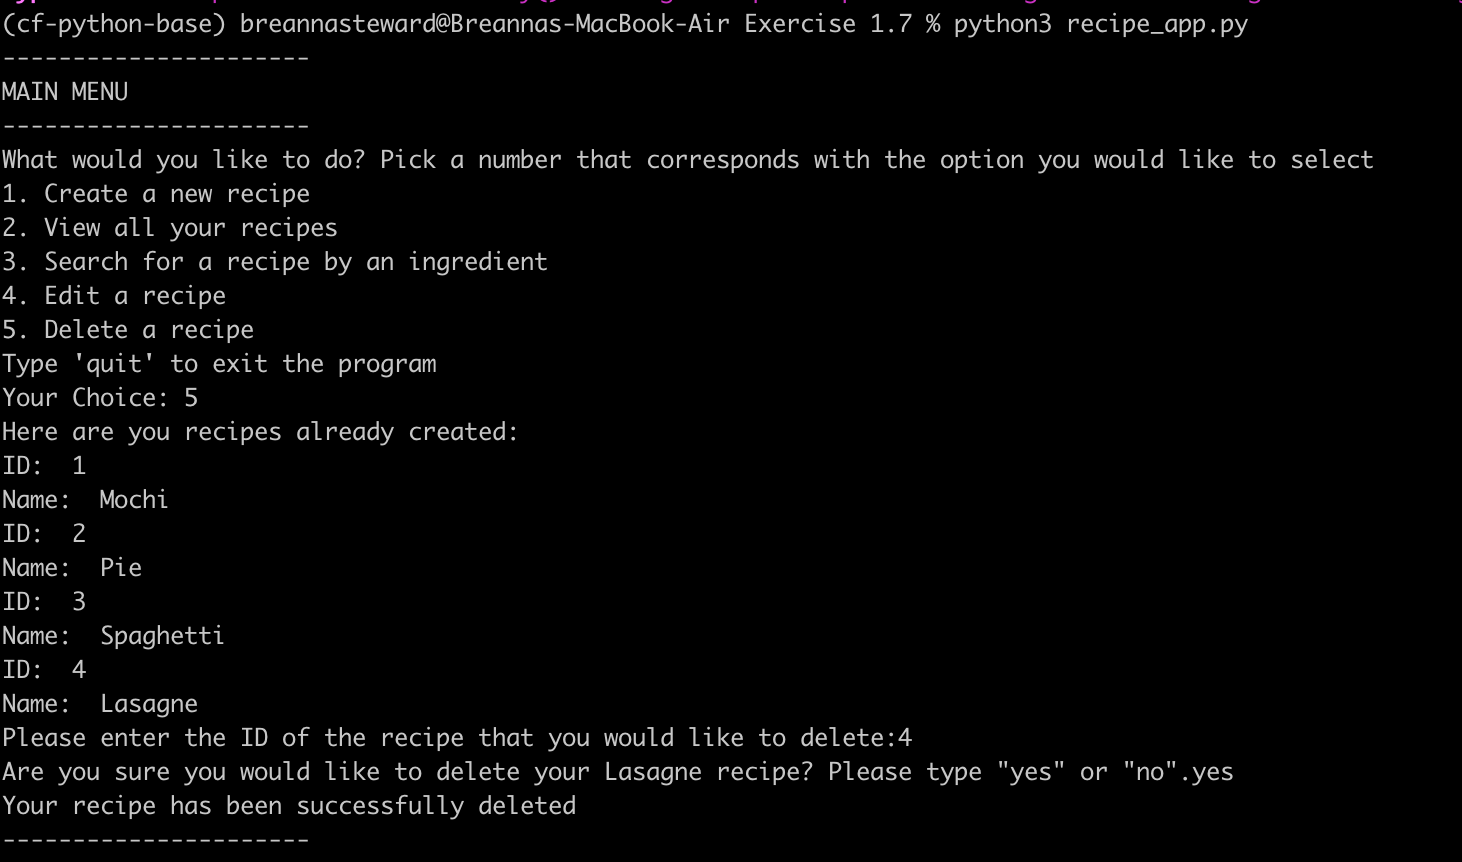 (cf-python-base) breannasteward@Breannas-MacBook-Air Exercise 1.7 % python3 recipe_app.py
----------------------
MAIN MENU
----------------------
What would you like to do? Pick a number that corresponds with the option you would like to select
1. Create a new recipe
2. View all your recipes
3. Search for a recipe by an ingredient
4. Edit a recipe
5. Delete a recipe
Type 'quit' to exit the program
Your Choice: 5
Here are you recipes already created:
ID:  1
Name:  Mochi
ID:  2
Name:  Pie
ID:  3
Name:  Spaghetti
ID:  4
Name:  Lasagne
Please enter the ID of the recipe that you would like to delete:4
Are you sure you would like to delete your Lasagne recipe? Please type "yes" or "no".yes
Your recipe has been successfully deleted
----------------------